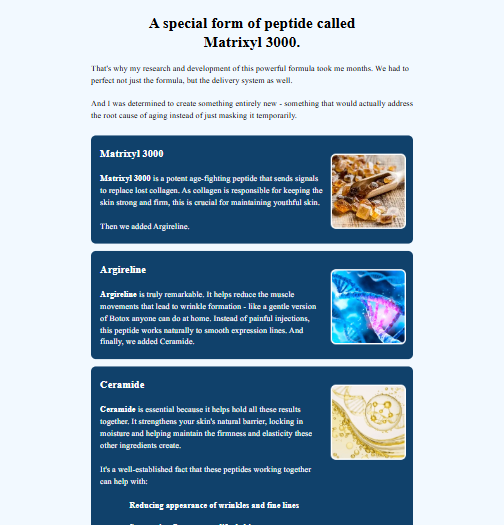 A special form of peptide called
Matrixyl 3000.
That's why my research and development of this powerful formula took me months. We had to
perfect not just the formula, but the delivery system as well.
And I was determined to create something entirely new - something that would actually address
the root cause of aging instead of just masking it temporarily.
Matrixyl 3000
Matrixyl 3000 is a potent age-fighting peptide that sends signals
to replace lost collagen. As collagen is responsible for keeping the
skin strong and firm, this is crucial for maintaining youthful skin.
Then we added Argireline.
Argireline
Argireline is truly remarkable. It helps reduce the muscle
movements that lead to wrinkle formation - like a gentle version
of Botox anyone can do at home. Instead of painful injections,
this peptide works naturally to smooth expression lines. And
finally, we added Ceramide.
Ceramide
Ceramide is essential because it helps hold all these results
together. It strengthens your skin's natural barrier, locking in
moisture and helping maintain the firmness and elasticity these
other ingredients create.
It's a well-established fact that these peptides working together
can help with:
Reducing appearance of wrinkles and fine lines